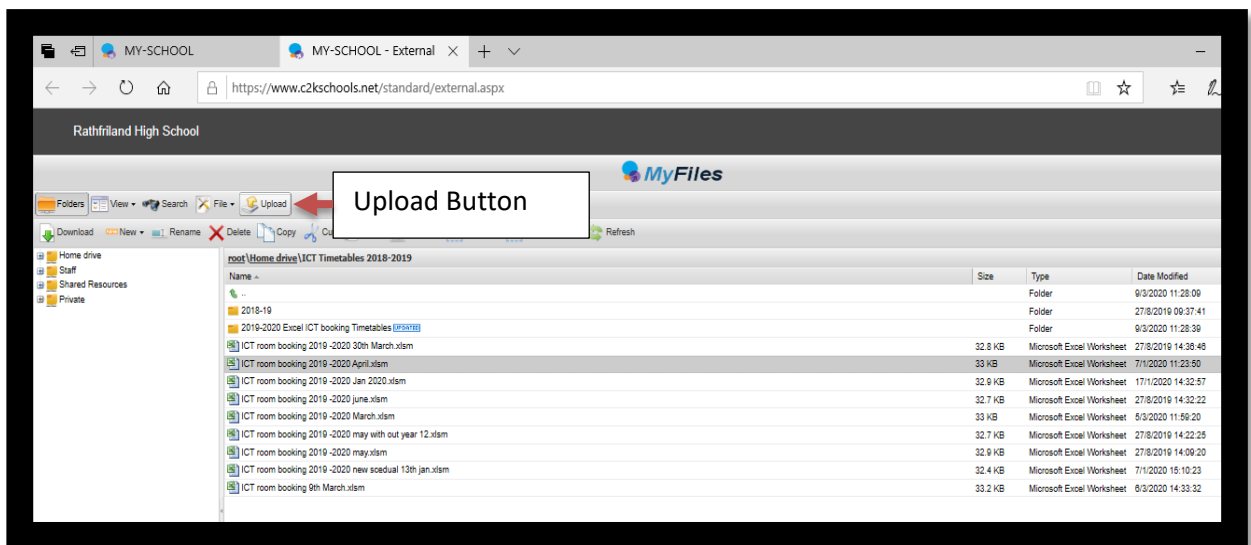 MY-SCHOOL MY-SCHOOL - External
https://www.c2kschools.net/standard/external.aspx
Rathfriland High School
MyFiles
Folders View Search File Upload
Upload Button
Download New Rename Delete Copy Cu Refresh
Home drive
Staff
Shared Resources
Private
root\Home drive\ICT Timetables 2018-2019
Name Size Type Date Modified
.. Folder 9/3/2020 11:28:09
2018-19 Folder 27/8/2019 09:37:41
2019-2020 Excel ICT booking Timetables UPDATED Folder 9/3/2020 11:28:39
ICT room booking 2019 -2020 30th March.xlsm 32.8 KB Microsoft Excel Worksheet 27/8/2019 14:36:46
ICT room booking 2019 -2020 April.xlsm 33 KB Microsoft Excel Worksheet 7/1/2020 11:23:50
ICT room booking 2019 -2020 Jan 2020.xlsm 32.9 KB Microsoft Excel Worksheet 17/1/2020 14:32:57
ICT room booking 2019 -2020 june.xlsm 32.7 KB Microsoft Excel Worksheet 27/8/2019 14:32:22
ICT room booking 2019 -2020 March.xlsm 33 KB Microsoft Excel Worksheet 5/3/2020 11:59:20
ICT room booking 2019 -2020 may with out year 12.xlsm 32.7 KB Microsoft Excel Worksheet 27/8/2019 14:22:25
ICT room booking 2019 -2020 may.xlsm 32.9 KB Microsoft Excel Worksheet 27/8/2019 14:09:20
ICT room booking 2019 -2020 new scedual 13th jan.xlsm 32.4 KB Microsoft Excel Worksheet 7/1/2020 15:10:23
ICT room booking 9th March.xlsm 33.2 KB Microsoft Excel Worksheet 6/3/2020 14:33:32